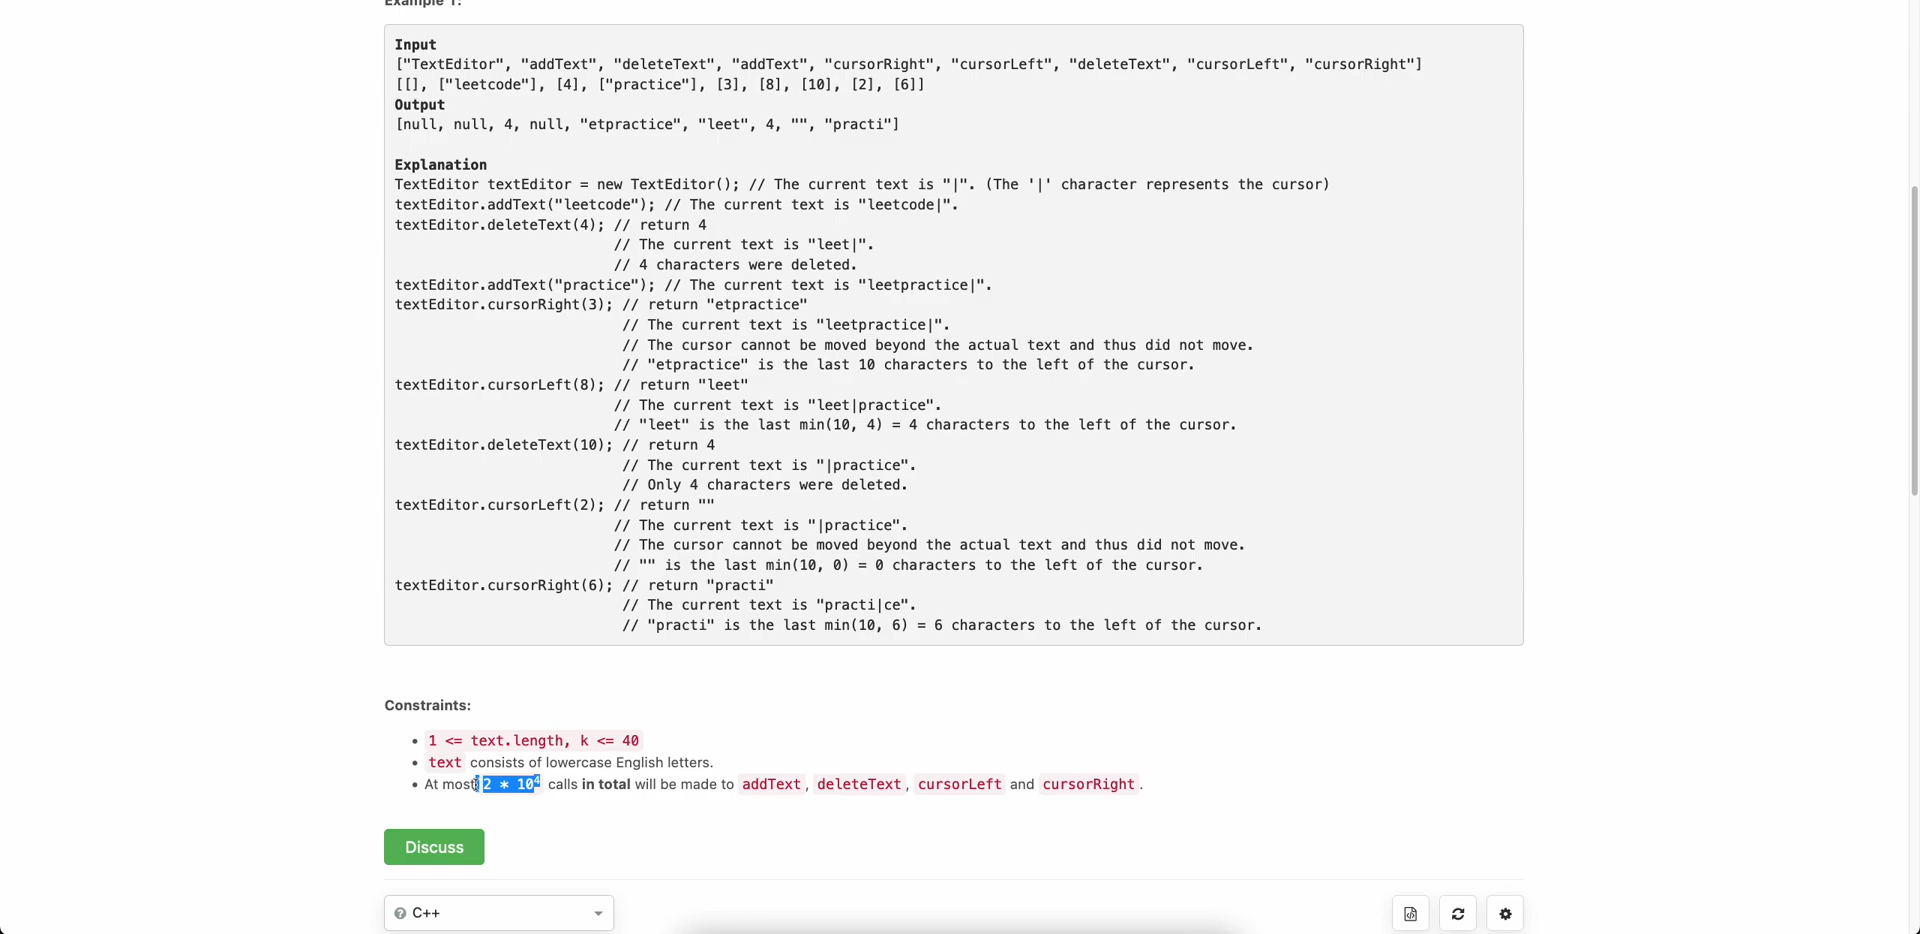 Example 1:
Input
["TextEditor", "addText", "deleteText", "addText", "cursorRight", "cursorLeft", "deleteText", "cursorLeft", "cursorRight"]
[[], ["leetcode"], [4], ["practice"], [3], [8], [10], [2], [6]]
Output
[null, null, 4, null, "etpractice", "leet", 4, "", "practi"]
Explanation
TextEditor textEditor = new TextEditor(); // The current text is "|". (The '|' character represents the cursor)
textEditor.addText("leetcode"); // The current text is "leetcode|".
textEditor.deleteText(4); // return 4
// The current text is "leet|".
// 4 characters were deleted.
textEditor.addText("practice"); // The current text is "leetpractice|".
textEditor.cursorRight(3); // return "etpractice"
// The current text is "leetpractice|".
// The cursor cannot be moved beyond the actual text and thus did not move.
// "etpractice" is the last 10 characters to the left of the cursor.
textEditor.cursorLeft(8); // return "leet"
// The current text is "leet|practice".
// "leet" is the last min(10, 4) = 4 characters to the left of the cursor.
textEditor.deleteText(10); // return 4
// The current text is "|practice".
// Only 4 characters were deleted.
textEditor.cursorLeft(2); // return ""
// The current text is "|practice".
// The cursor cannot be moved beyond the actual text and thus did not move.
// "" is the last min(10, 0) = 0 characters to the left of the cursor.
textEditor.cursorRight(6); // return "practi"
// The current text is "practi|ce".
// "practi" is the last min(10, 6) = 6 characters to the left of the cursor.
Constraints:
• 1 <= text.length, k <= 40
• text consists of lowercase English letters.
• At most 2 * 10⁴ calls in total will be made to addText, deleteText, cursorLeft and cursorRight.
Discuss
C++